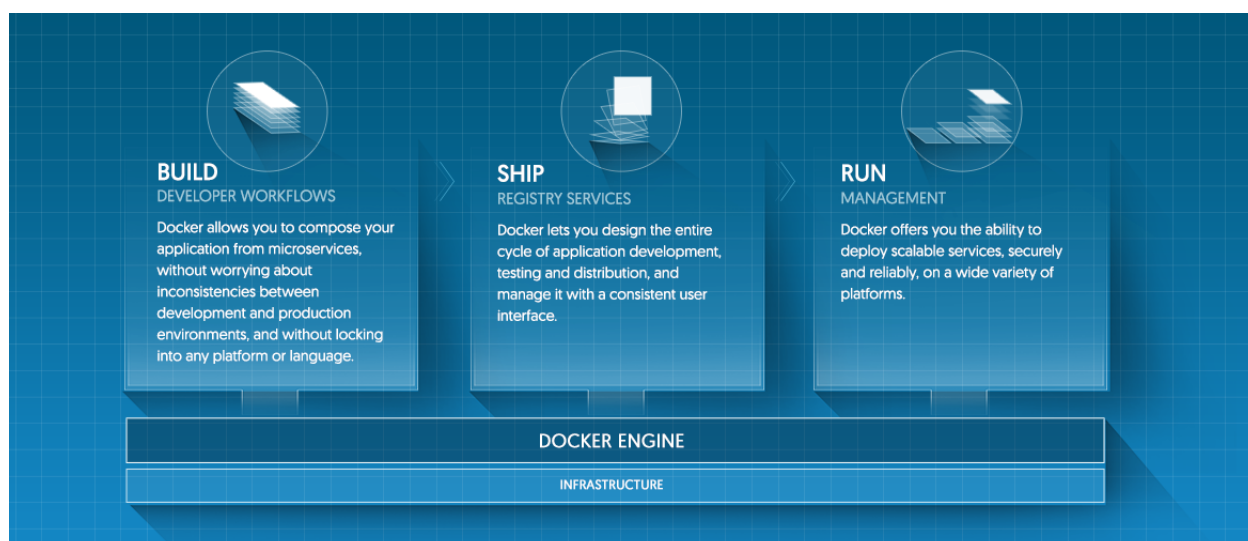 BUILD
DEVELOPER WORKFLOWS
Docker allows you to compose your
application from microservices,
without worrying about
inconsistencies between
development and production
environments, and without locking
into any platform or language.
SHIP
REGISTRY SERVICES
Docker lets you design the entire
cycle of application development,
testing and distribution, and
manage it with a consistent user
interface.
RUN
MANAGEMENT
Docker offers you the ability to
deploy scalable services, securely
and reliably, on a wide variety of
platforms.
DOCKER ENGINE
INFRASTRUCTURE